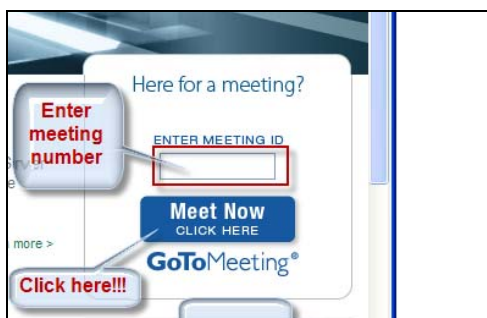 Here for a meeting?
Enter
meeting
number
ENTER MEETING ID
Meet Now
CLICK HERE
more >
GoToMeeting®
Click here!!!